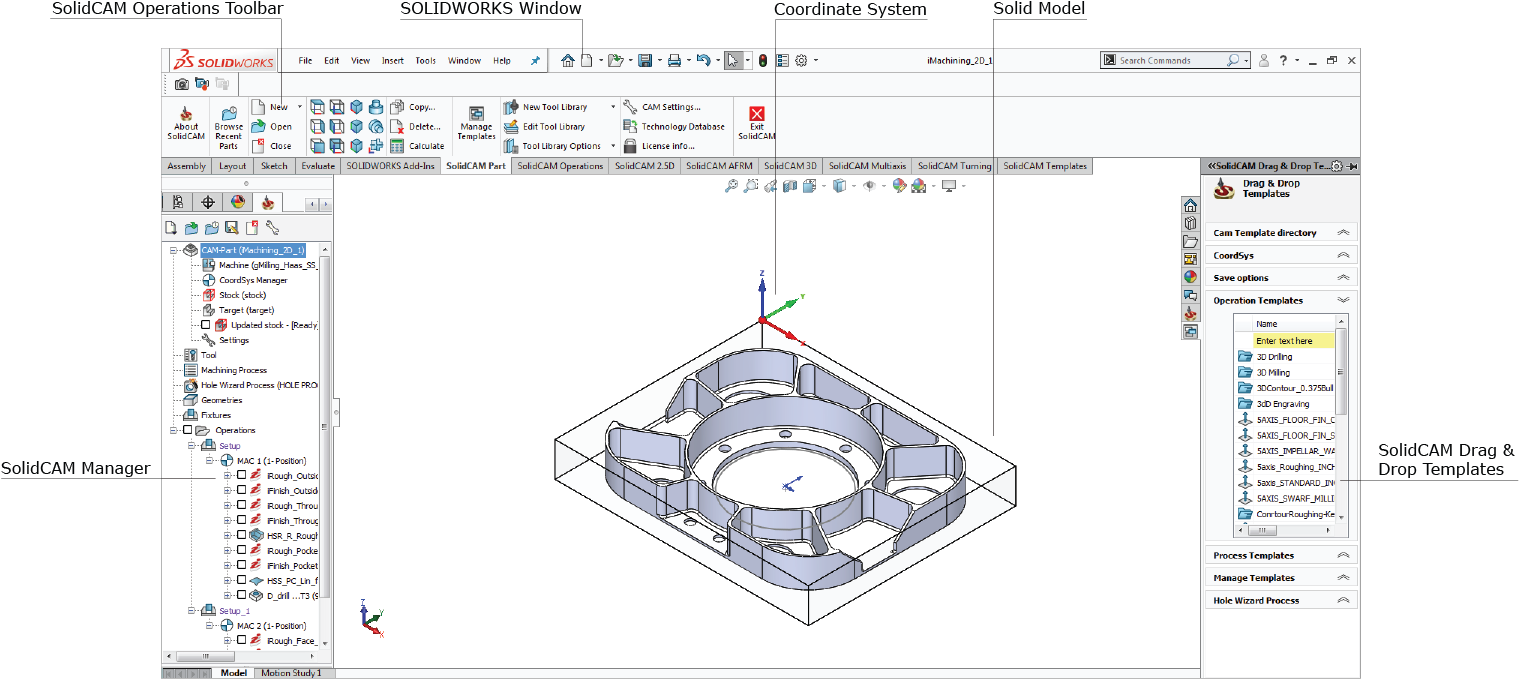 SolidCAM Operations Toolbar
SOLIDWORKS Window
Coordinate System
Solid Model
SOLIDWORKS
File Edit View Insert Tools Window Help
iMachining_2D_1
Search Commands
?
About SolidCAM
Browse Recent Parts
New
Open
Close
Copy...
Delete...
Calculate
Manage Templates
New Tool Library
Edit Tool Library
Tool Library Options
CAM Settings...
Technology Database
License info...
Exit SolidCAM
Assembly Layout Sketch Evaluate SOLIDWORKS Add-Ins SolidCAM Part SolidCAM Operations SolidCAM 2.5D SolidCAM AFRM SolidCAM 3D SolidCAM Multiaxis SolidCAM Turning SolidCAM Templates
CAM-Part (iMachining_2D_1)
Machine (gMilling_Haas_SS_
CoordSys Manager
Stock (stock)
Target (target)
Updated stock - [Ready
Settings
Tool
Machining Process
Hole Wizard Process (HOLE PRO
Geometries
Fixtures
Operations
Setup
MAC 1 (1- Position)
iRough_Outsid
iFinish_Outside
iRough_Throu
iFinish_Throug
HSR_R_Rough
iRough_Pocke
iFinish_Pocket
HSS_PC_Lin_f
D_drill ...T3 (9
Setup_1
MAC 2 (1- Position)
iRough_Face_
Model Motion Study 1
Z
Y
X
Z
Y
X
SolidCAM Manager
«SolidCAM Drag & Drop Te...
Drag & Drop
Templates
Cam Template directory
CoordSys
Save options
Operation Templates
Name
Enter text here
3D Drilling
3D Milling
3DContour_0.375Bull
3dD Engraving
5AXIS_FLOOR_FIN_C
5AXIS_FLOOR_FIN_S
5AXIS_IMPELLAR_WA
5axis_Roughing_INCH
5axis_STANDARD_IN
5AXIS_SWARF_MILLI
ConrtourRoughing-Ke
Process Templates
Manage Templates
Hole Wizard Process
SolidCAM Drag &
Drop Templates